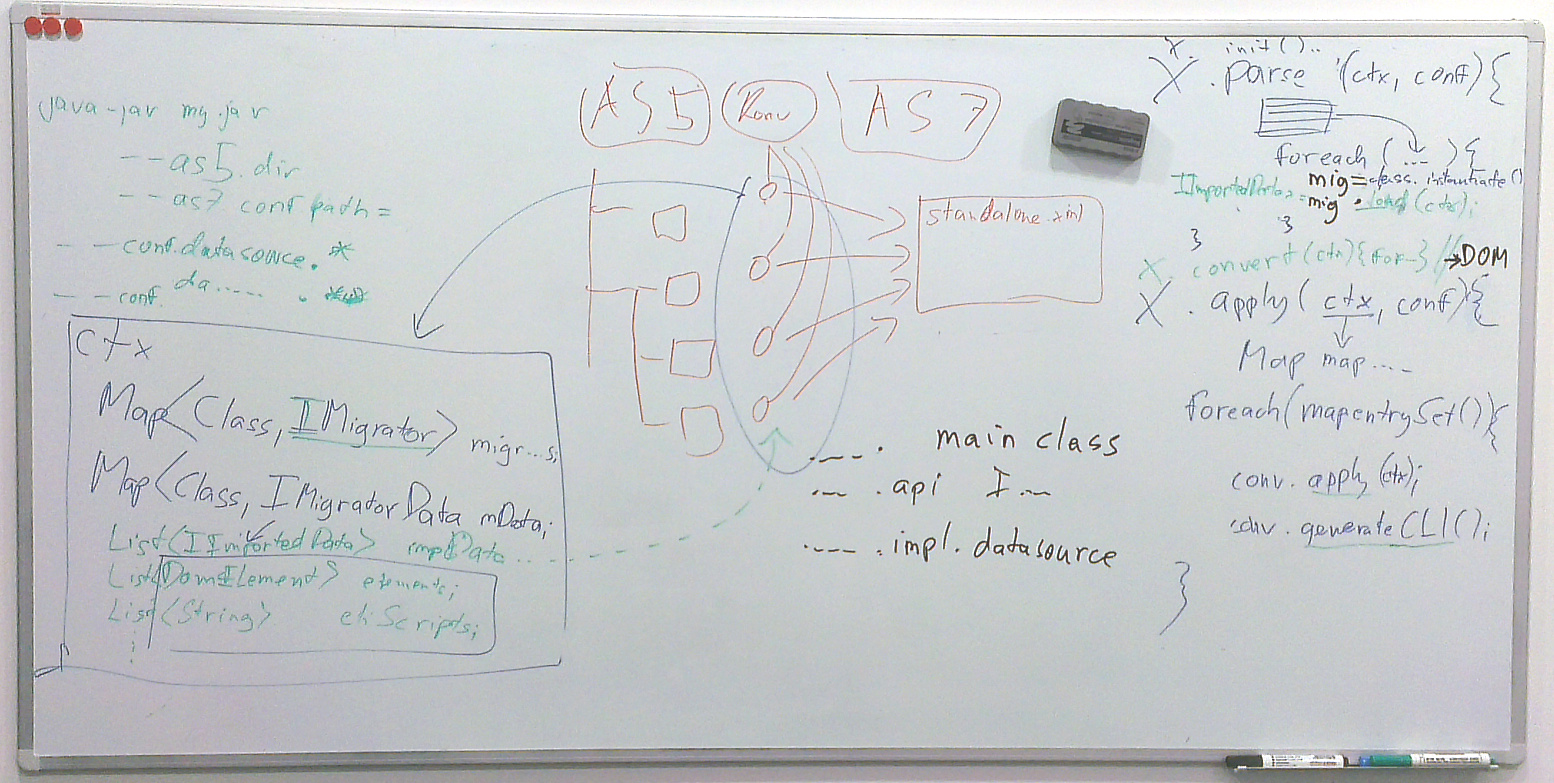 java -jar my.jar
--as5.dir
--as7.conf path=
--conf.datasource.*
--conf. da..... .*
ctx
Map<Class, IMigrator> migr...s;
Map<Class, IMigratorData mData;
List<IImportedData> impData...
List<DomElement> elements;
List<String> cliScripts;
AS5
Konv
AS 7
standalone.xml
----. main class
---.api I...
----.impl.datasource
X. init()..
X .parse (ctx, conf){
foreach (...){
mig=class.instantiate()
IImportedData = mig.load(ctx);
}
}
X. convert(ctx){for-} // →DOM
X .apply(ctx, conf){
Map map....
foreach(mapentrySet()){
conv. apply(ctx);
conv. generateCLI();
}